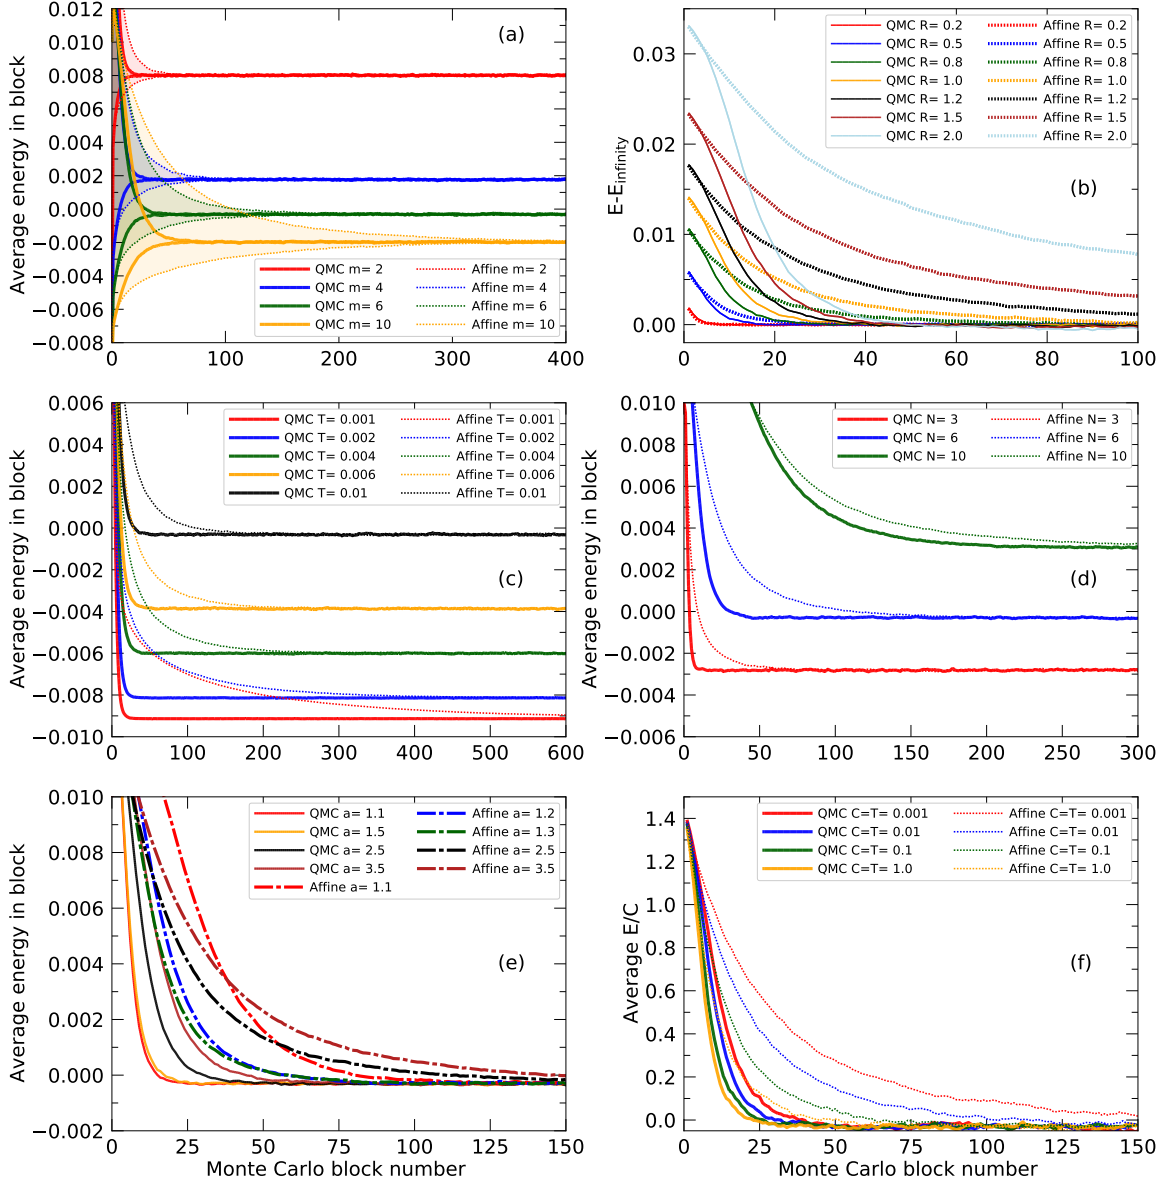 0.012
0.010
0.008
0.006
0.004
0.002
0.000
−0.002
−0.004
−0.006
−0.008
0
100
200
300
400
Average energy in block
(a)
QMC m= 2
QMC m= 4
QMC m= 6
QMC m= 10
Affine m= 2
Affine m= 4
Affine m= 6
Affine m= 10
0.03
0.02
0.01
0.00
0
20
40
60
80
100
E-E_infinity
(b)
QMC R= 0.2
QMC R= 0.5
QMC R= 0.8
QMC R= 1.0
QMC R= 1.2
QMC R= 1.5
QMC R= 2.0
Affine R= 0.2
Affine R= 0.5
Affine R= 0.8
Affine R= 1.0
Affine R= 1.2
Affine R= 1.5
Affine R= 2.0
0.006
0.004
0.002
0.000
−0.002
−0.004
−0.006
−0.008
−0.010
0
100
200
300
400
500
600
Average energy in block
(c)
QMC T= 0.001
QMC T= 0.002
QMC T= 0.004
QMC T= 0.006
QMC T= 0.01
Affine T= 0.001
Affine T= 0.002
Affine T= 0.004
Affine T= 0.006
Affine T= 0.01
0.010
0.008
0.006
0.004
0.002
0.000
−0.002
−0.004
−0.006
0
50
100
150
200
250
300
Average energy in block
(d)
QMC N= 3
QMC N= 6
QMC N= 10
Affine N= 3
Affine N= 6
Affine N= 10
0.010
0.008
0.006
0.004
0.002
0.000
−0.002
0
25
50
75
100
125
150
Average energy in block
Monte Carlo block number
(e)
QMC a= 1.1
QMC a= 1.5
QMC a= 2.5
QMC a= 3.5
Affine a= 1.1
Affine a= 1.2
Affine a= 1.3
Affine a= 2.5
Affine a= 3.5
1.4
1.2
1.0
0.8
0.6
0.4
0.2
0.0
0
25
50
75
100
125
150
Average E/C
Monte Carlo block number
(f)
QMC C=T= 0.001
QMC C=T= 0.01
QMC C=T= 0.1
QMC C=T= 1.0
Affine C=T= 0.001
Affine C=T= 0.01
Affine C=T= 0.1
Affine C=T= 1.0